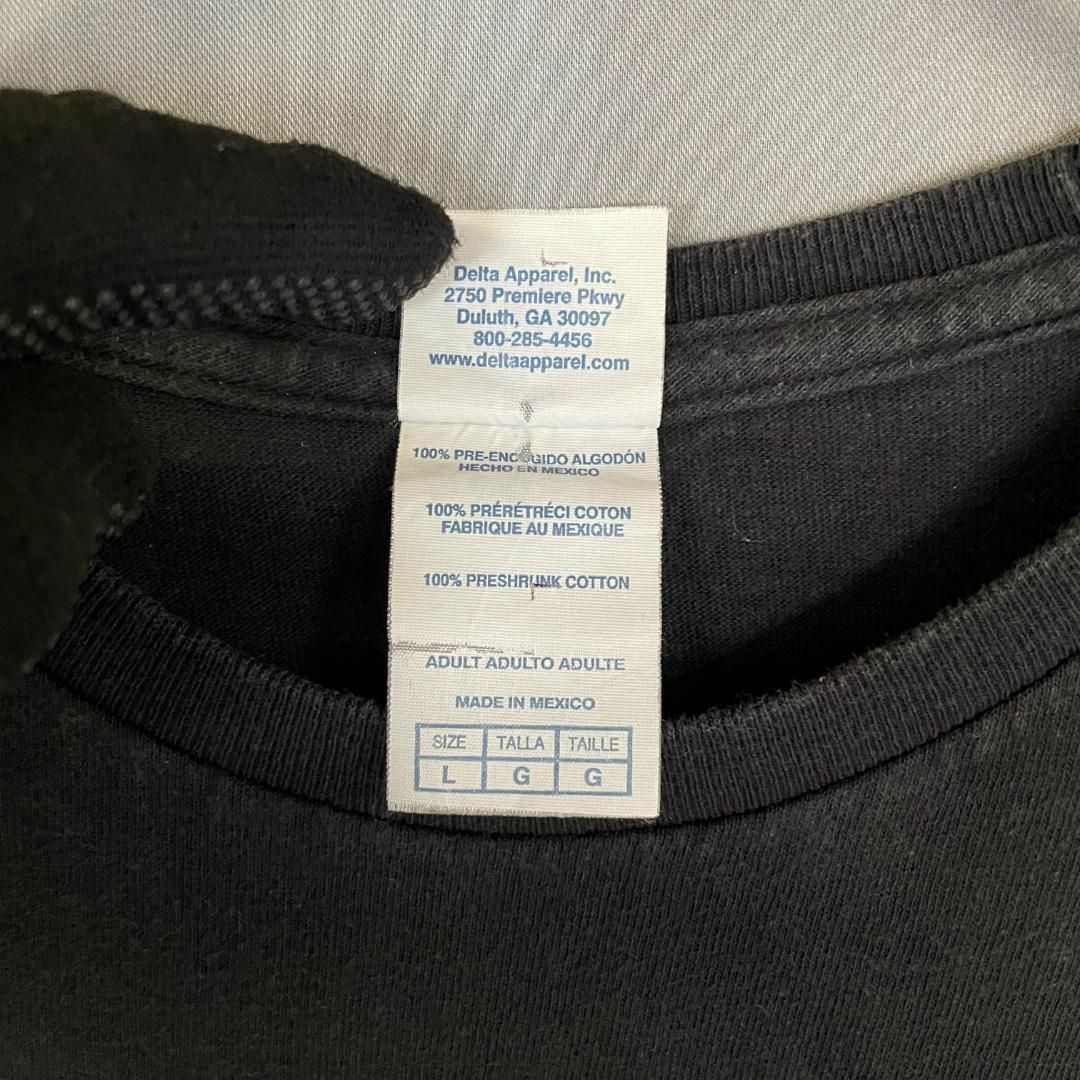 Delta Apparel, Inc.
2750 Premiere Pkwy
Duluth, GA 30097
800-285-4456
www.deltaapparel.com
100% PRE-ENCOGIDO ALGODÓN
HECHO EN MEXICO
100% PRÉRÉTRÉCI COTON
FABRIQUE AU MEXIQUE
100% PRESHRUNK COTTON
ADULT ADULTO ADULTE
MADE IN MEXICO
SIZE TALLA TAILLE
L G G